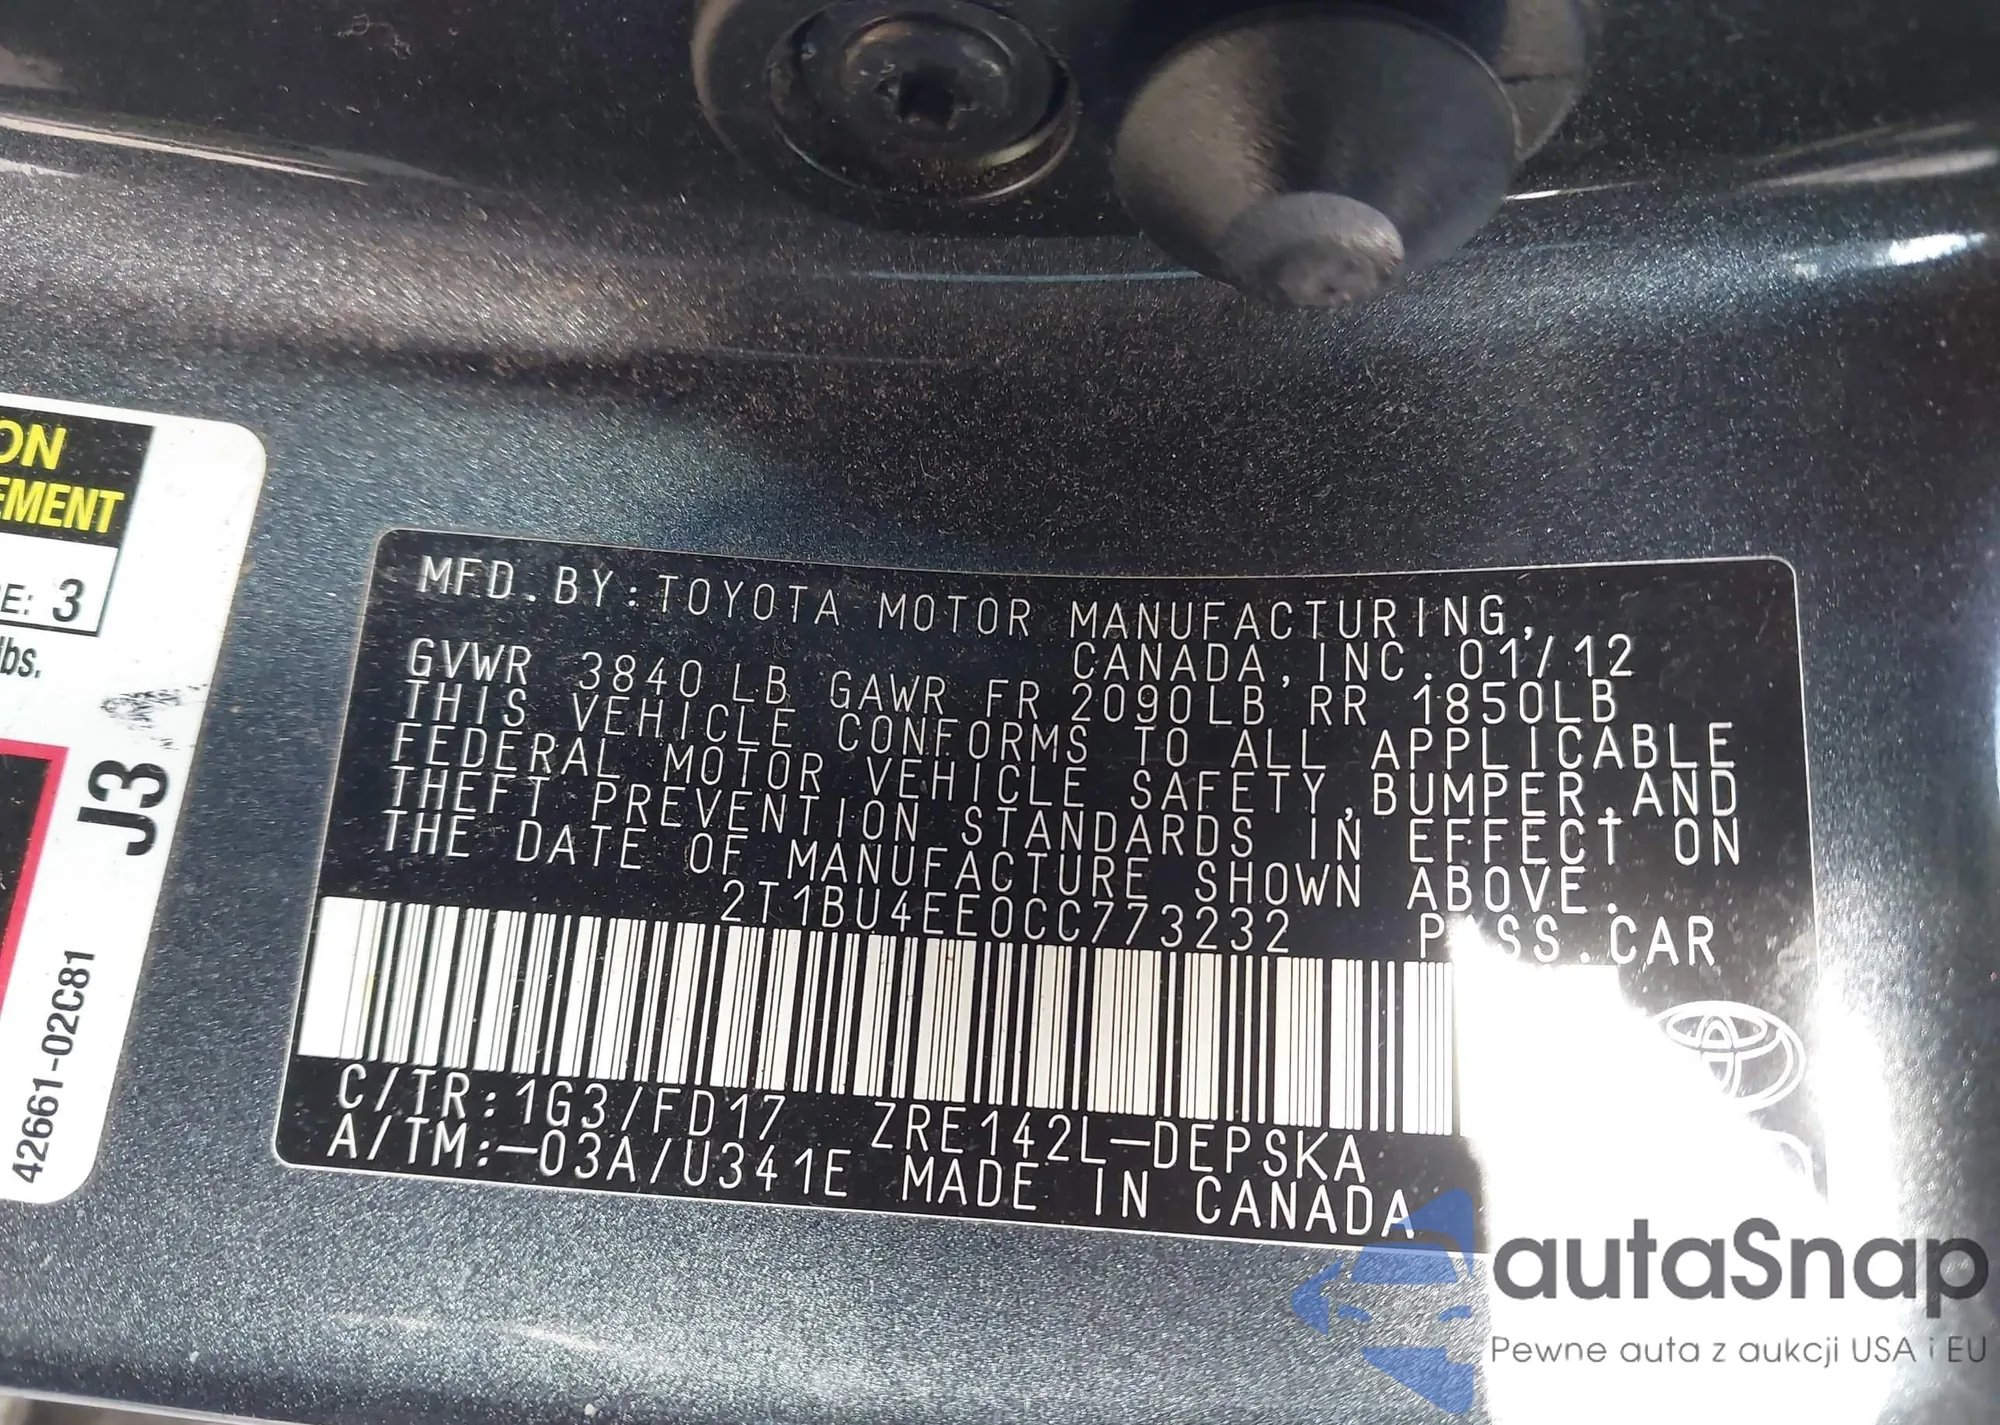 ON
EMENT
E: 3
lbs.
J3
42661-02C81
MFD.BY:TOYOTA MOTOR MANUFACTURING,
CANADA,INC.01/12
GVWR 3840LB GAWR FR 2090LB RR 1850LB
THIS VEHICLE CONFORMS TO ALL APPLICABLE
FEDERAL MOTOR VEHICLE SAFETY,BUMPER,AND
THEFT PREVENTION STANDARDS IN EFFECT ON
THE DATE OF MANUFACTURE SHOWN ABOVE.
2T1BU4EE0CC773232 PASS.CAR
C/TR:1G3/FD17 ZRE142L-DEPSKA
A/TM:-03A/U341E MADE IN CANADA
autaSnap
Pewne auta z aukcji USA i EU